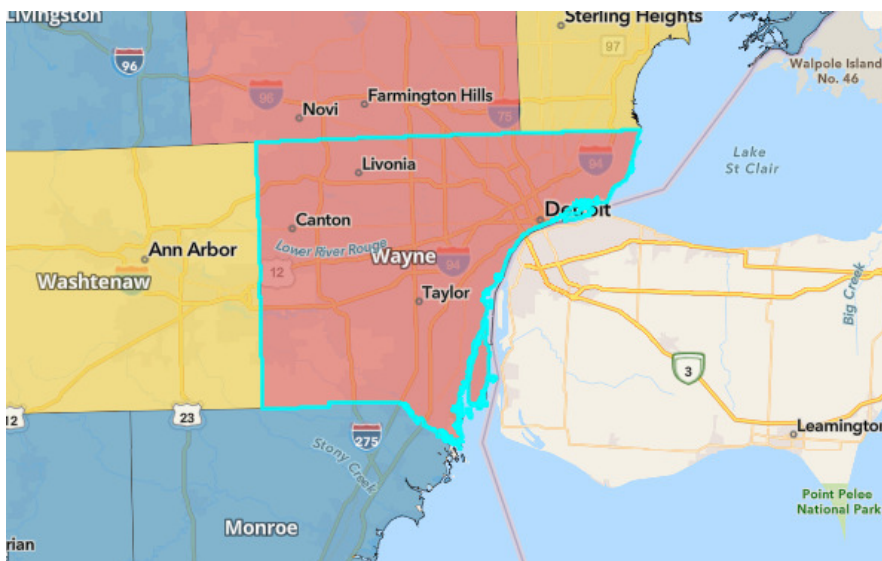 Livingston
Sterling Heights
96
97
Walpole Island
No. 46
Farmington Hills
96
Novi
75
Lake
St Clair
94
Livonia
Detroit
Canton
Lower River Rouge
Wayne
Ann Arbor
94
12
Washtenaw
Taylor
Big Creek
3
12
23
275
Leamington
Stony Creek
Point Pelee
National Park
Monroe
rian